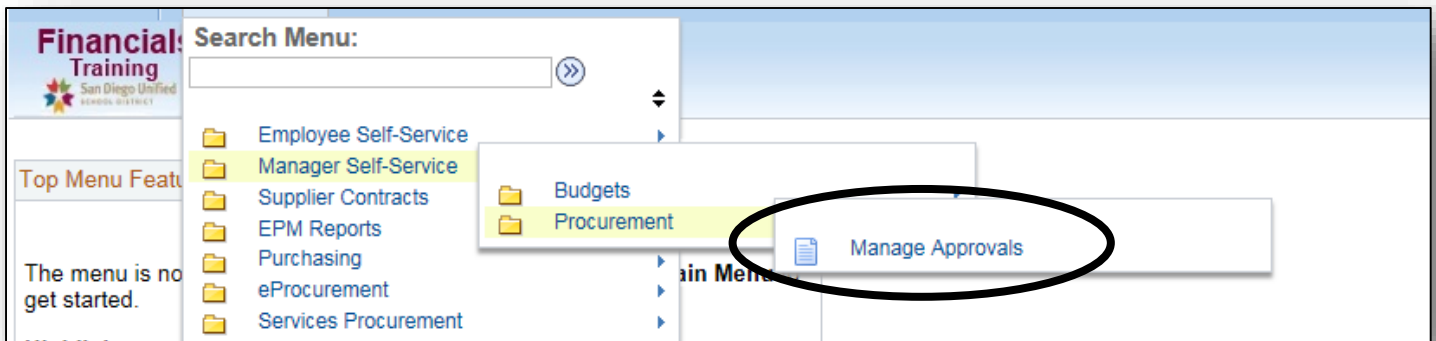 Financials
Training
San Diego Unified
SCHOOL DISTRICT
Search Menu:
Employee Self-Service
Manager Self-Service
Supplier Contracts
EPM Reports
Purchasing
eProcurement
Services Procurement
Budgets
Procurement
Manage Approvals
Top Menu Featu
The menu is no
ain Menu
get started.